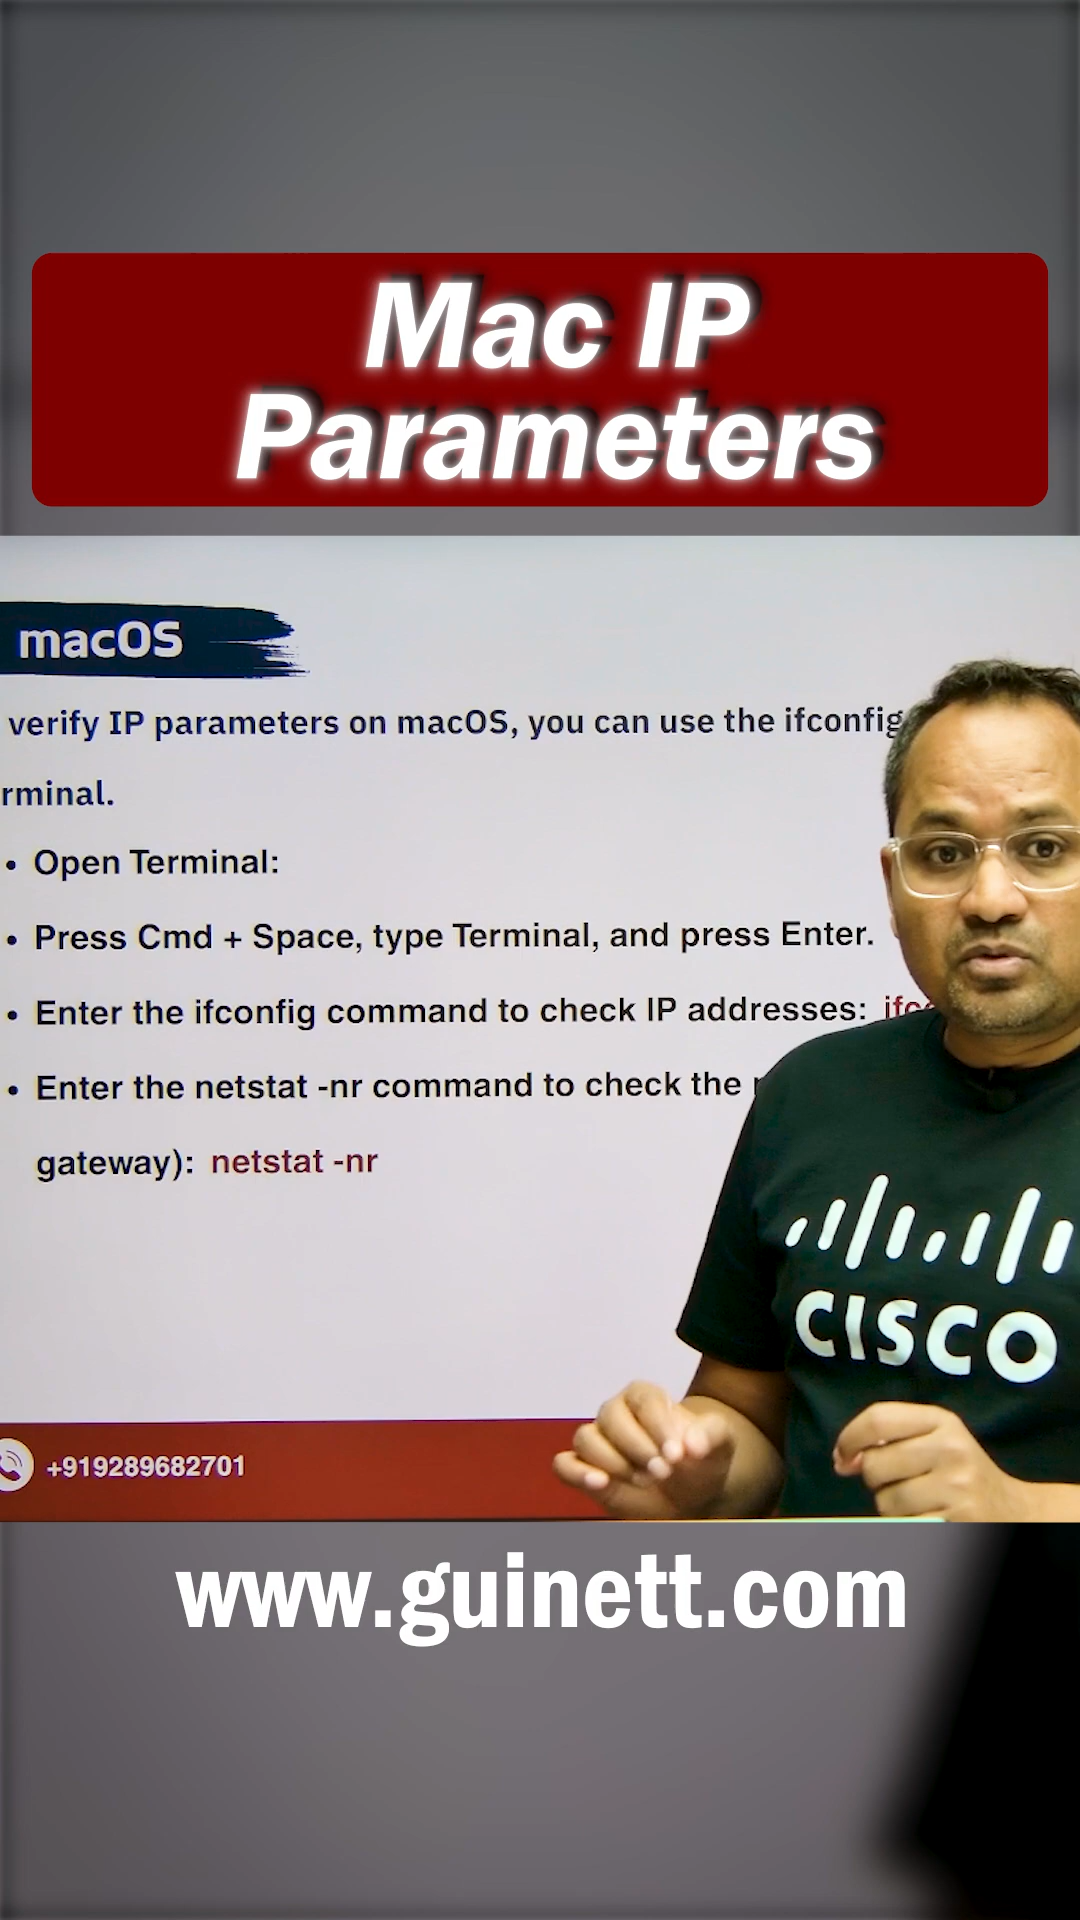 Mac IP
Parameters
macOS
verify IP parameters on macOS, you can use the ifconfig
rminal.
• Open Terminal:
• Press Cmd + Space, type Terminal, and press Enter.
• Enter the ifconfig command to check IP addresses: ifc
• Enter the netstat -nr command to check the
gateway): netstat -nr
CISCO
+919289682701
www.guinett.com